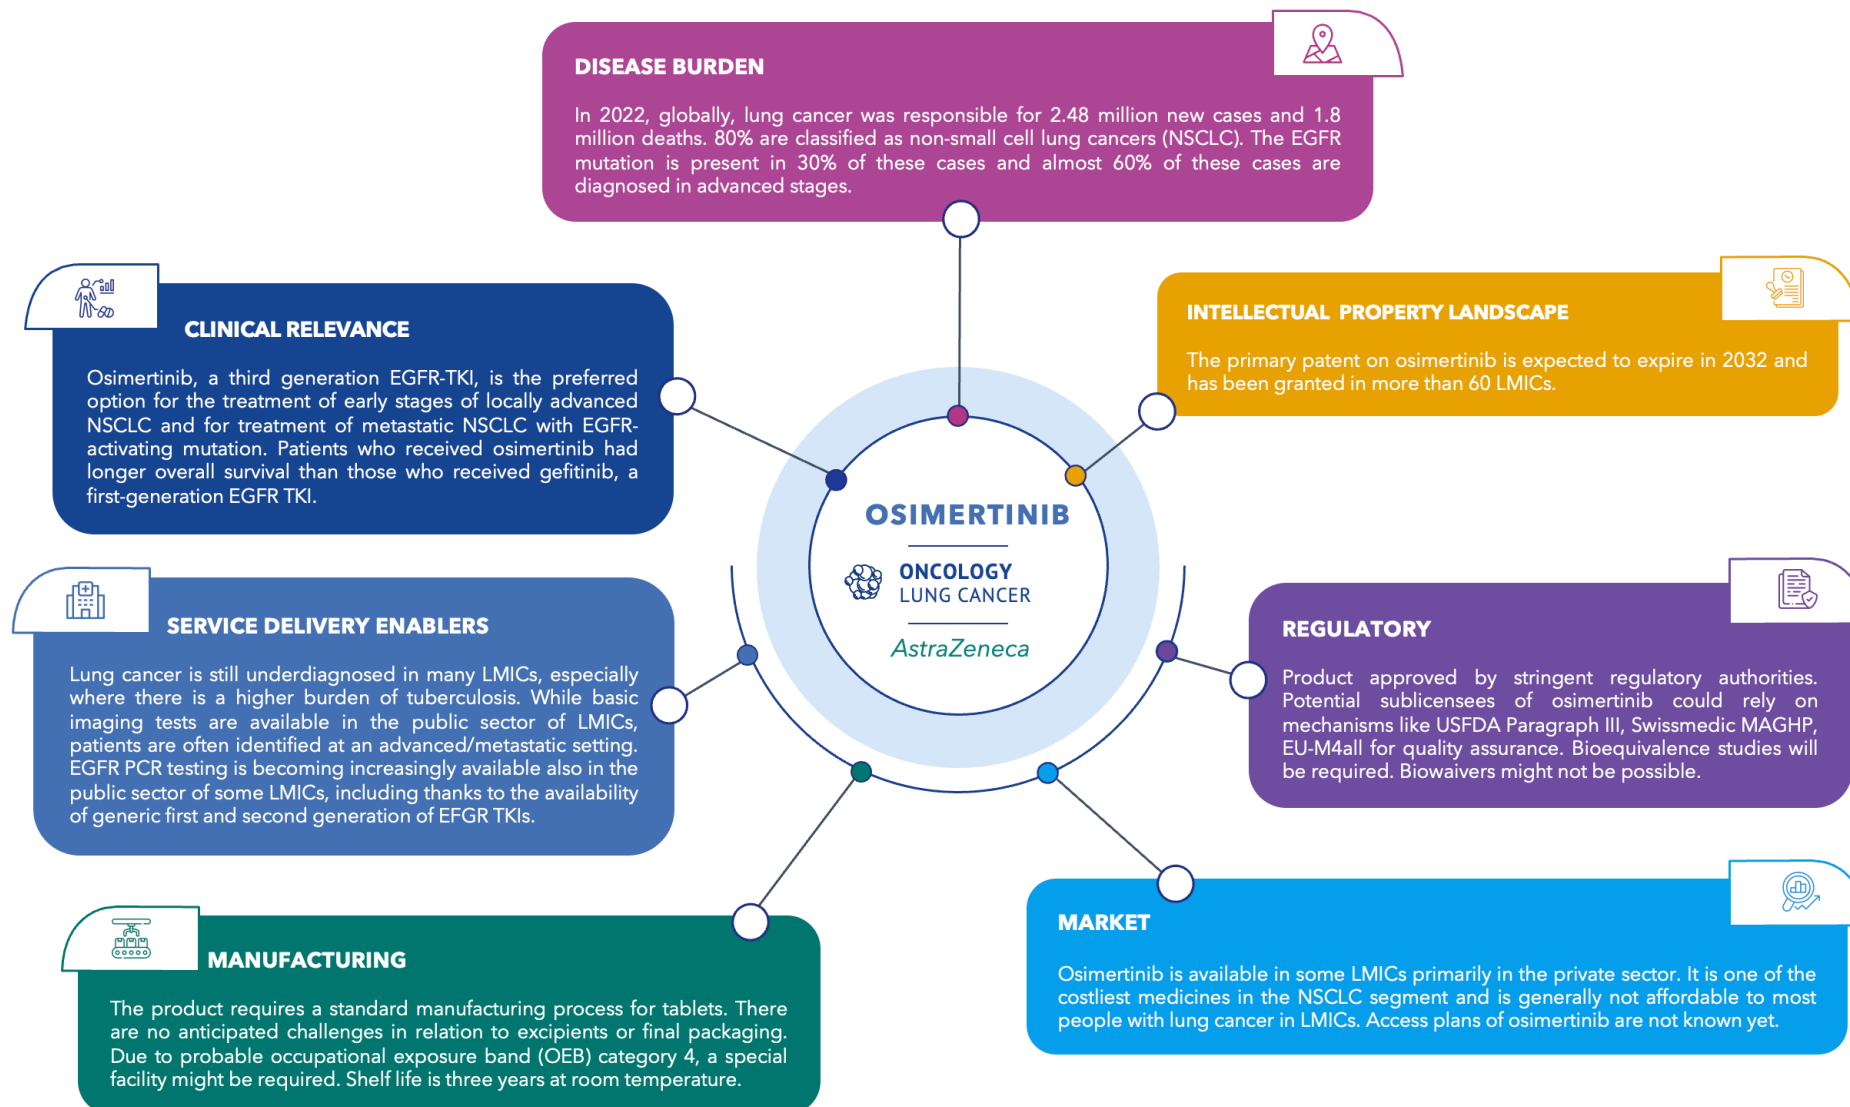 DISEASE BURDEN
In 2022, globally, lung cancer was responsible for 2.48 million new cases and 1.8
million deaths. 80% are classified as non-small cell lung cancers (NSCLC). The EGFR
mutation is present in 30% of these cases and almost 60% of these cases are
diagnosed in advanced stages.
CLINICAL RELEVANCE
Osimertinib, a third generation EGFR-TKI, is the preferred
option for the treatment of early stages of locally advanced
NSCLC and for treatment of metastatic NSCLC with EGFR-
activating mutation. Patients who received osimertinib had
longer overall survival than those who received gefitinib, a
first-generation EGFR TKI.
INTELLECTUAL PROPERTY LANDSCAPE
The primary patent on osimertinib is expected to expire in 2032 and
has been granted in more than 60 LMICs.
OSIMERTINIB
ONCOLOGY
LUNG CANCER
AstraZeneca
SERVICE DELIVERY ENABLERS
Lung cancer is still underdiagnosed in many LMICs, especially
where there is a higher burden of tuberculosis. While basic
imaging tests are available in the public sector of LMICs,
patients are often identified at an advanced/metastatic setting.
EGFR PCR testing is becoming increasingly available also in the
public sector of some LMICs, including thanks to the availability
of generic first and second generation of EFGR TKIs.
REGULATORY
Product approved by stringent regulatory authorities.
Potential sublicensees of osimertinib could rely on
mechanisms like USFDA Paragraph III, Swissmedic MAGHP,
EU-M4all for quality assurance. Bioequivalence studies will
be required. Biowaivers might not be possible.
MANUFACTURING
The product requires a standard manufacturing process for tablets. There
are no anticipated challenges in relation to excipients or final packaging.
Due to probable occupational exposure band (OEB) category 4, a special
facility might be required. Shelf life is three years at room temperature.
MARKET
Osimertinib is available in some LMICs primarily in the private sector. It is one of the
costliest medicines in the NSCLC segment and is generally not affordable to most
people with lung cancer in LMICs. Access plans of osimertinib are not known yet.